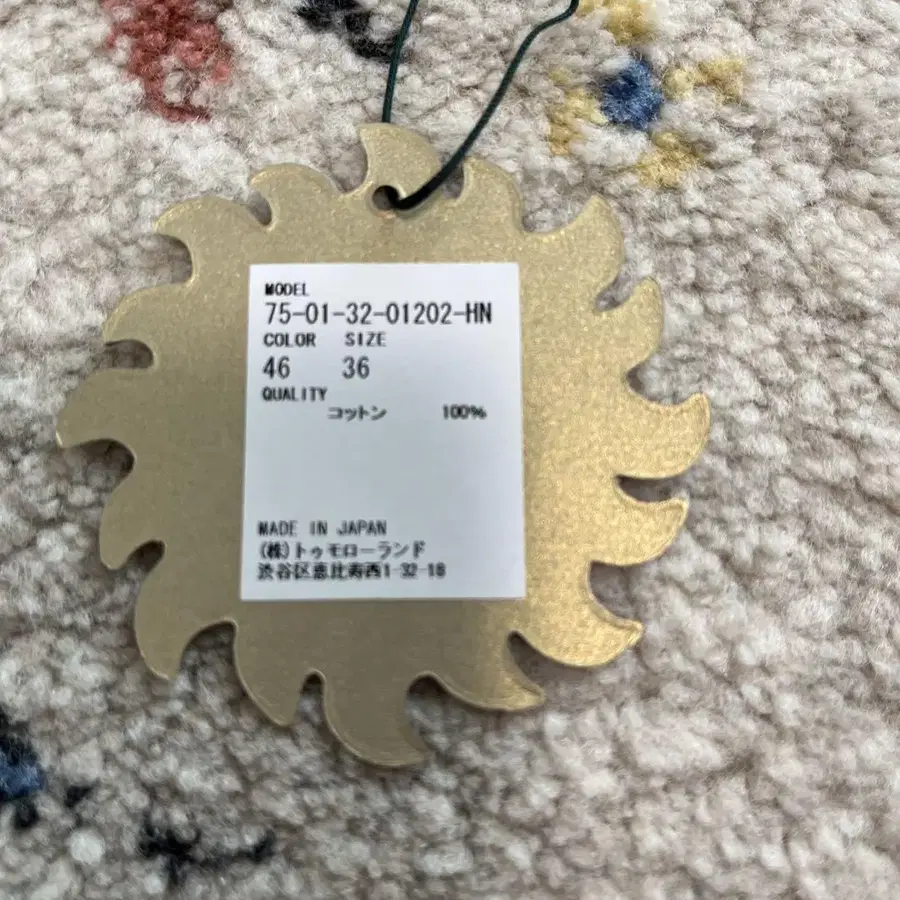 MODEL
75-01-32-01202-HN
COLOR SIZE
46 36
QUALITY
コットン 100%
MADE IN JAPAN
(株)トゥモローランド
渋谷区恵比寿西1-32-18